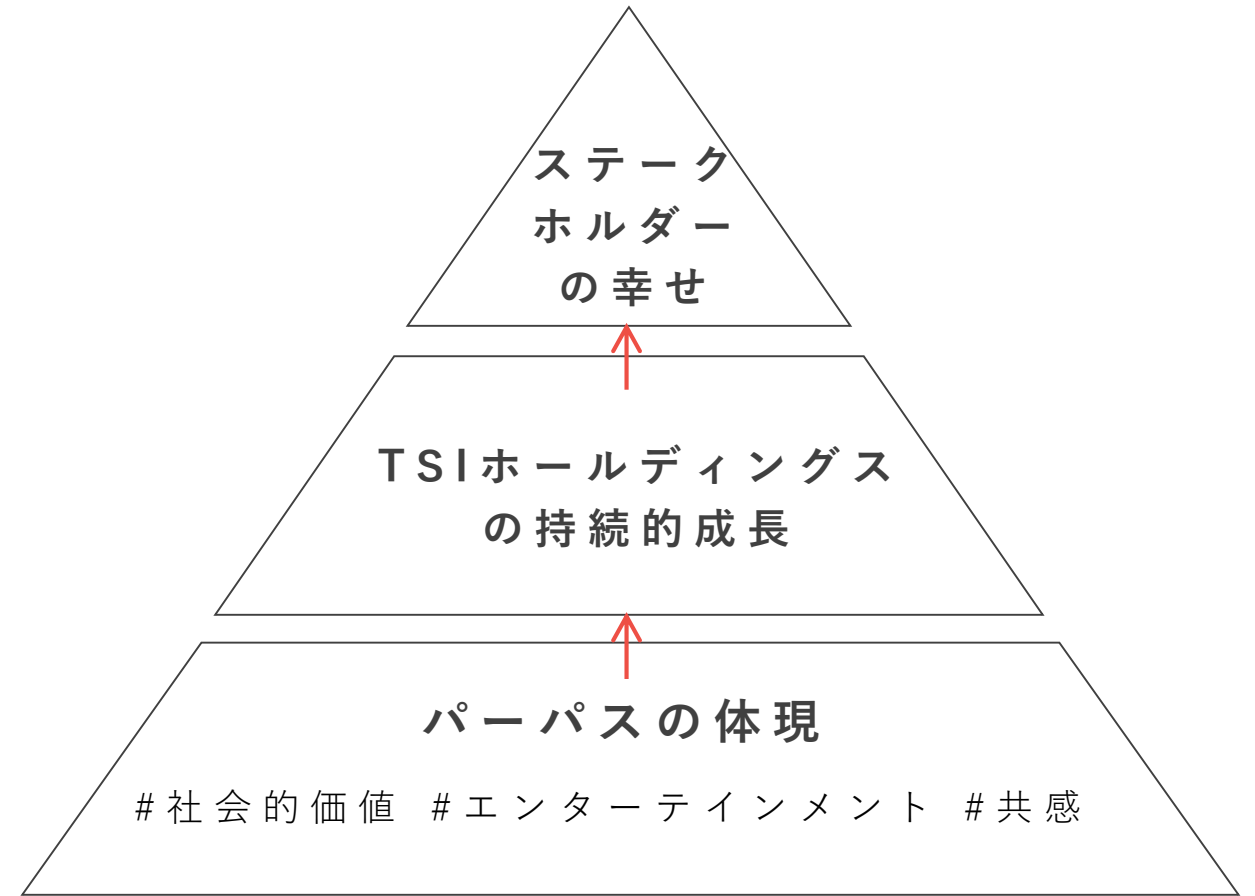 ステーク
ホルダー
の幸せ
TSIホールディングス
の持続的成長
パーパスの体現
#社会的価値 #エンターテインメント #共感